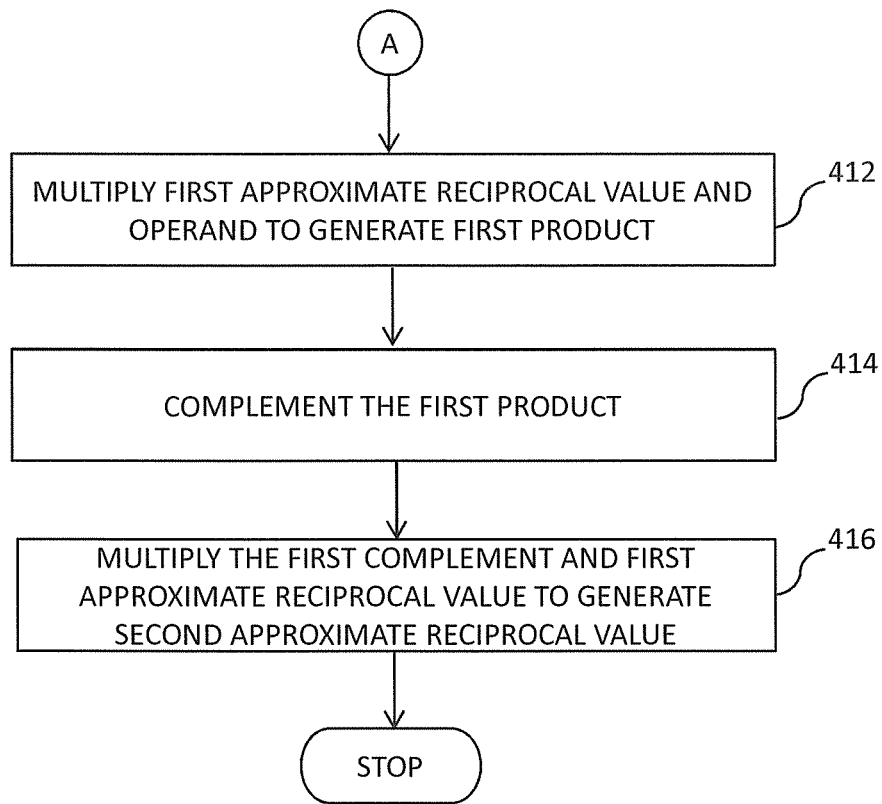 A
412
MULTIPLY FIRST APPROXIMATE RECIPROCAL VALUE AND
OPERAND TO GENERATE FIRST PRODUCT
414
COMPLEMENT THE FIRST PRODUCT
416
MULTIPLY THE FIRST COMPLEMENT AND FIRST
APPROXIMATE RECIPROCAL VALUE TO GENERATE
SECOND APPROXIMATE RECIPROCAL VALUE
STOP